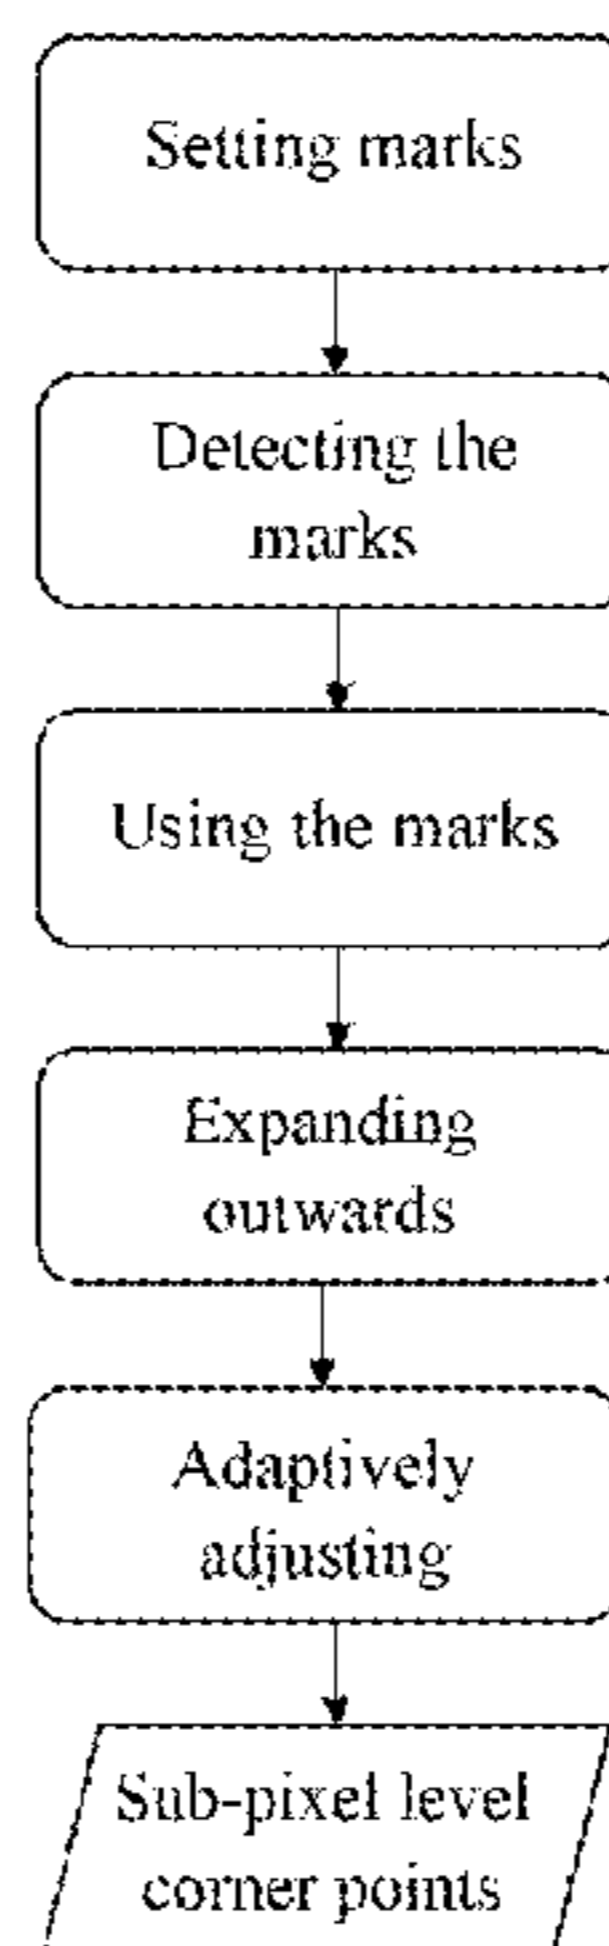 Setting marks
Detecting the
marks
Using the marks
Expanding
outwards
Adaptively
adjusting
Sub-pixel level
corner points